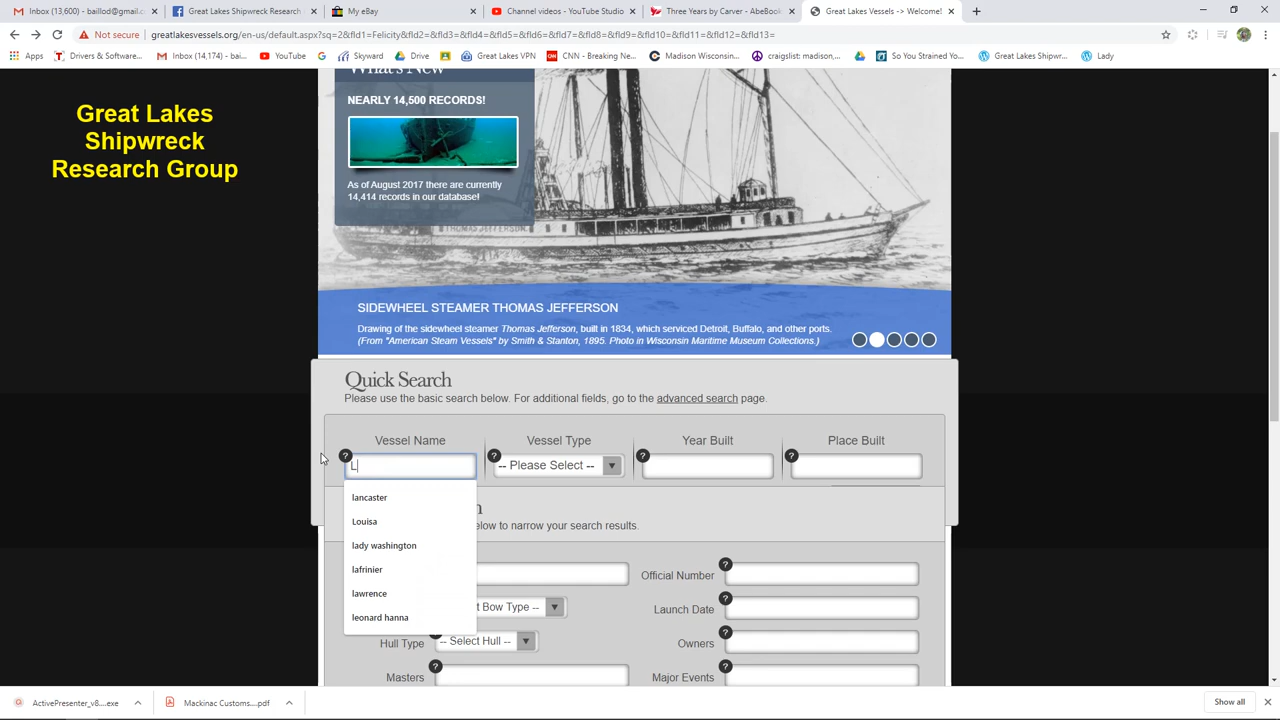 Inbox (13,600) - baillod@gmail.c
Great Lakes Shipwreck Research
My eBay
Channel videos - YouTube Studio
Three Years by Carver - AbeBook
Great Lakes Vessels -> Welcome!
Not secure
greatlakesvessels.org/en-us/default.aspx?sq=2&fld1=Felicity&fld2=&fld3=&fld4=&fld5=&fld6=&fld7=&fld8=&fld9=&fld10=&fld11=&fld12=&fld13=
Drivers & Software...
Inbox (14,174) - bai...
YouTube
Skyward
Drive
Great Lakes VPN
CNN - Breaking Ne...
Madison Wisconsin...
craigslist: madison,...
So You Strained Yo...
Great Lakes Shipwr...
Lady
Great Lakes
Shipwreck
Research Group
What's New
NEARLY 14,500 RECORDS!
As of August 2017 there are currently
14,414 records in our database!
THOMAS JEFFERSON
SIDEWHEEL STEAMER THOMAS JEFFERSON
Drawing of the sidewheel steamer Thomas Jefferson, built in 1834, which serviced Detroit, Buffalo, and other ports.
(From "American Steam Vessels" by Smith & Stanton, 1895. Photo in Wisconsin Maritime Museum Collections.)
Quick Search
Please use the basic search below. For additional fields, go to the advanced search page.
Vessel Name
Vessel Type
Year Built
Place Built
?
?
?
?
L
-- Please Select --
lancaster
Louisa
lady washington
lafrinier
lawrence
leonard hanna
elow to narrow your search results.
?
Official Number
t Bow Type --
?
Launch Date
Hull Type
-- Select Hull --
?
Owners
?
Masters
?
Major Events
ActivePresenter_v8....exe
Mackinac Customs....pdf
Show all